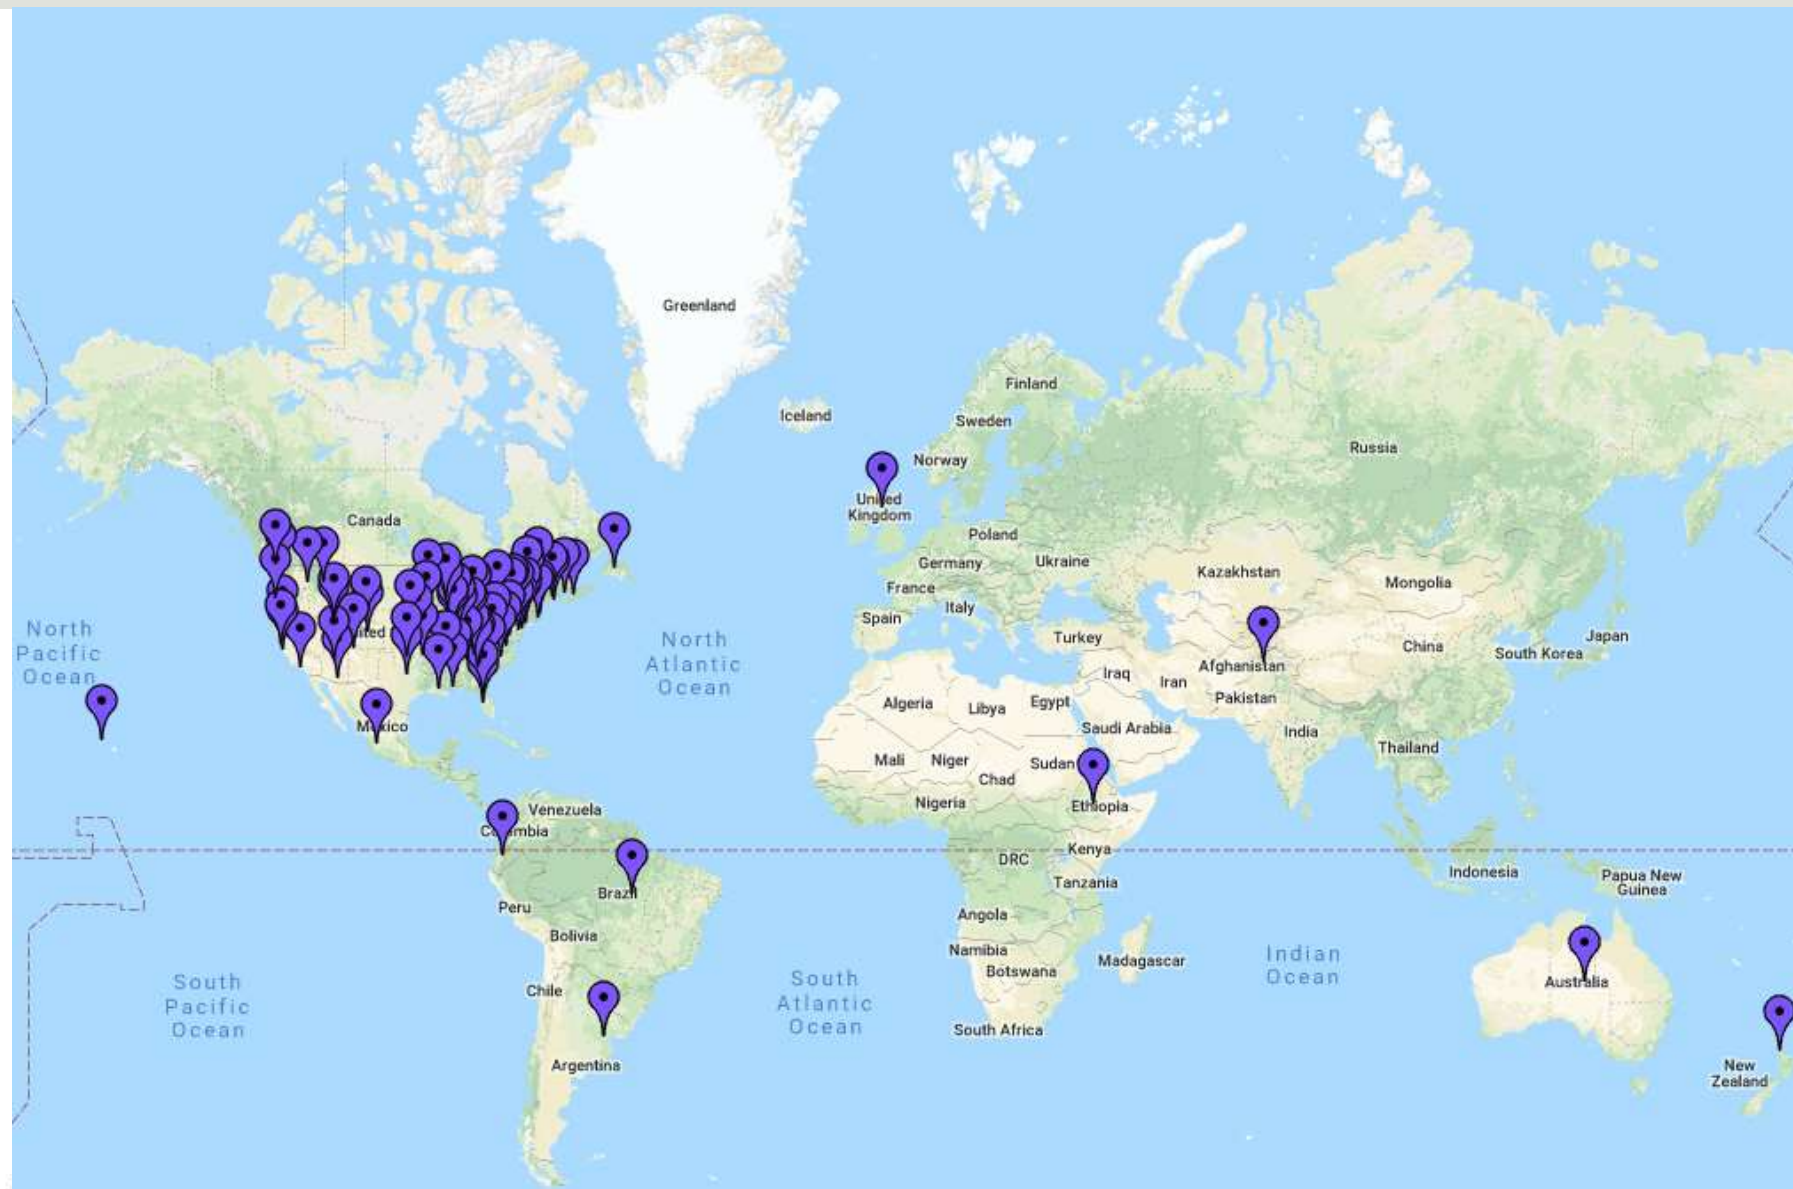 Greenland
Finland
Iceland
Sweden
Russia
Norway
United
Kingdom
Canada
Poland
Germany
Ukraine
Kazakhstan
Mongolia
France
Italy
Spain
Turkey
North
Pacific
Ocean
North
Atlantic
Ocean
Japan
China
South Korea
Afghanistan
Iraq
Iran
Pakistan
Algeria
Libya
Egypt
Saudi Arabia
India
Mexico
Thailand
Mali
Niger
Chad
Sudan
Nigeria
Ethiopia
Venezuela
Colombia
Kenya
DRC
Tanzania
Indonesia
Papua New
Guinea
Brazil
Peru
Angola
Bolivia
Namibia
Botswana
Madagascar
Indian
Ocean
South
Pacific
Ocean
South
Atlantic
Ocean
Chile
Australia
South Africa
Argentina
New
Zealand